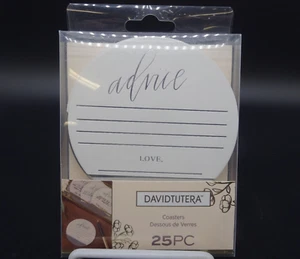 advice
LOVE,
DAVIDTUTERA
Coasters
Dessous de Verres
25PC